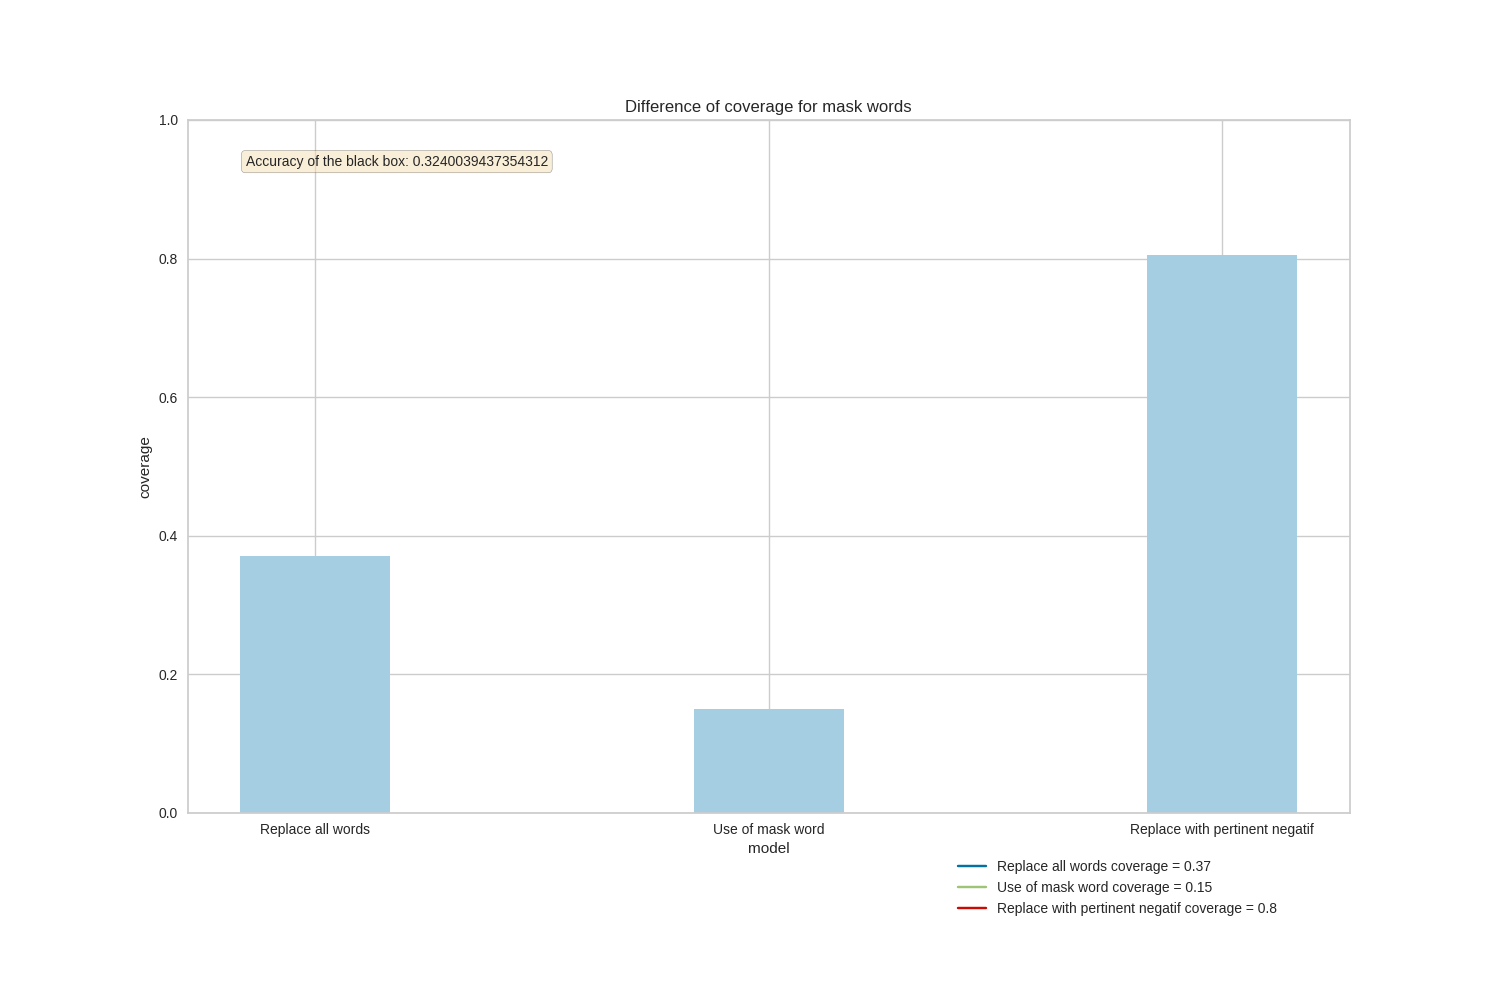 Difference of coverage for mask words
1.0
Accuracy of the black box: 0.3240039437354312
0.8
0.6
coverage
0.4
0.2
0.0
Replace all words
Use of mask word
Replace with pertinent negatif
model
Replace all words coverage = 0.37
Use of mask word coverage = 0.15
Replace with pertinent negatif coverage = 0.8